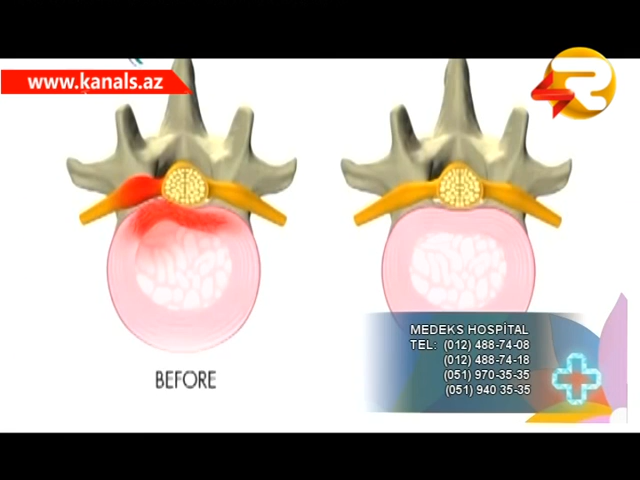 www.kanals.az
R
MEDEKS HOSPİTAL
TEL: (012) 488-74-08
(012) 488-74-18
(051) 970-35-35
(051) 940 35-35
BEFORE